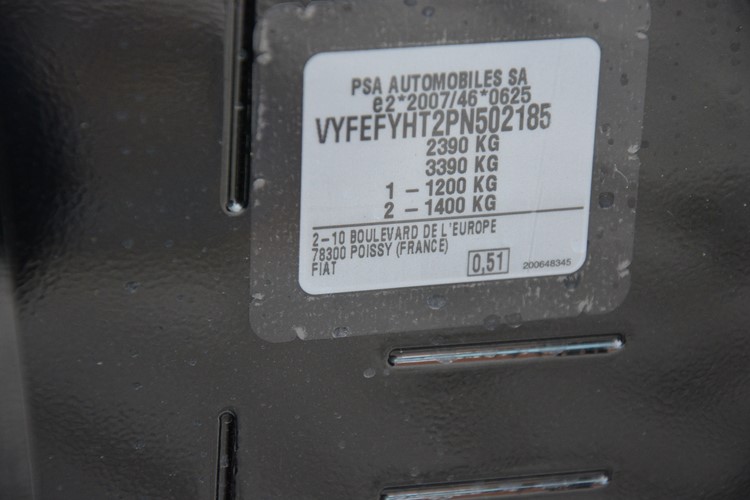 PSA AUTOMOBILES SA
e2*2007/46*0625
VYFEFYHT2PN502185
2390 KG
3390 KG
1 - 1200 KG
2 - 1400 KG
2-10 BOULEVARD DE L'EUROPE
78300 POISSY (FRANCE)
FIAT
0,51
200648345